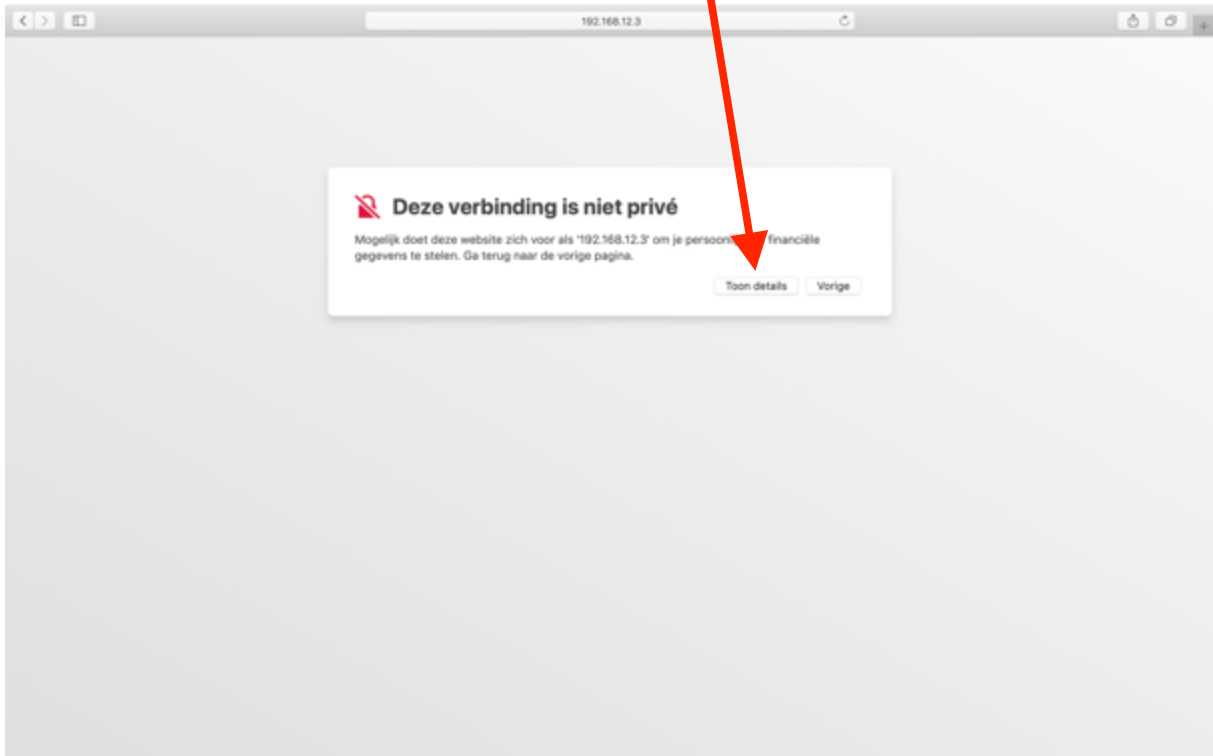 192.168.12.3
Deze verbinding is niet privé
Mogelijk doet deze website zich voor als '192.168.12.3' om je financiële
gegevens te stelen. Ga terug naar de vorige pagina.
Toon details Vorige